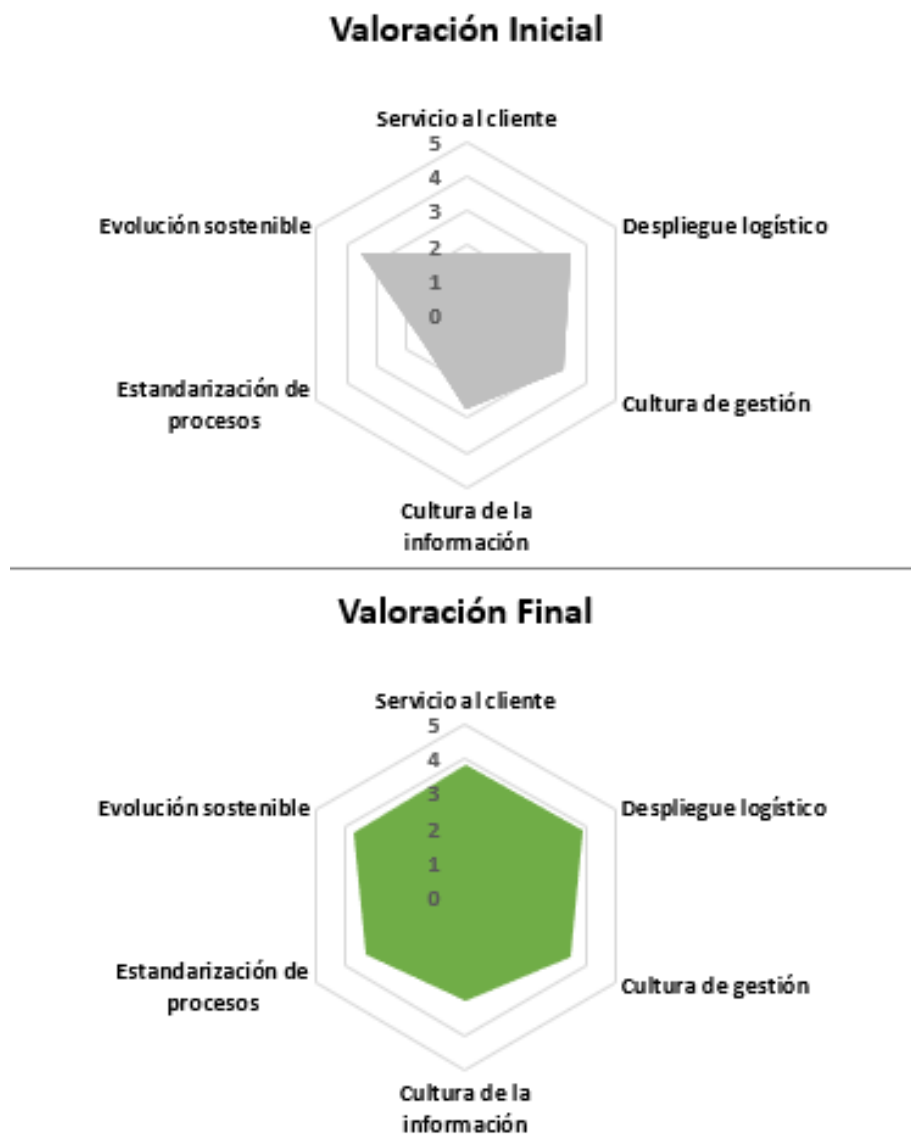 Valoración Inicial
Servicio al cliente
5
4
3
2
1
0
Evolución sostenible
Despliegue logístico
Estandarización de
procesos
Cultura de gestión
Cultura de la
información
Valoración Final
Servicio al cliente
5
4
3
2
1
0
Evolución sostenible
Despliegue logístico
Estandarización de
procesos
Cultura de gestión
Cultura de la
información